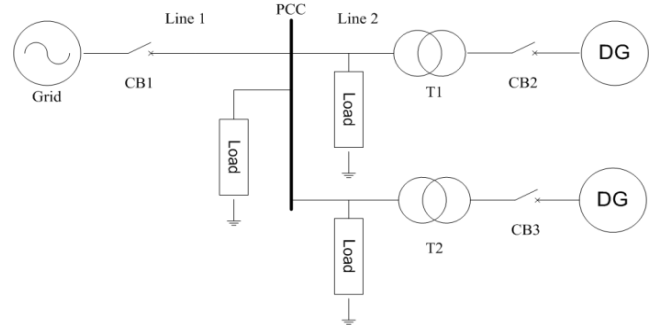 PCC
Line 1
Line 2
DG
CB1
T1
CB2
Grid
Load
Load
DG
Load
T2
CB3